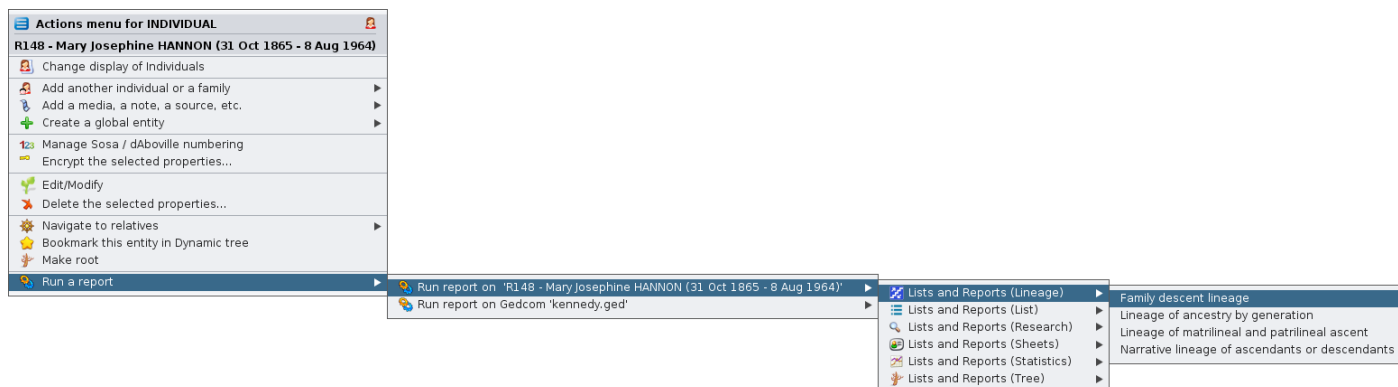 Actions menu for INDIVIDUAL
R148 - Mary Josephine HANNON (31 Oct 1865 - 8 Aug 1964)
Change display of Individuals
Add another individual or a family
Add a media, a note, a source, etc.
Create a global entity
123 Manage Sosa / dAboville numbering
Encrypt the selected properties...
Edit/Modify
Delete the selected properties...
Navigate to relatives
Bookmark this entity in Dynamic tree
Make root
Run a report
Run report on 'R148 - Mary Josephine HANNON (31 Oct 1865 - 8 Aug 1964)'
Run report on Gedcom 'kennedy.ged'
Lists and Reports (Lineage)
Lists and Reports (List)
Lists and Reports (Research)
Lists and Reports (Sheets)
Lists and Reports (Statistics)
Lists and Reports (Tree)
Family descent lineage
Lineage of ancestry by generation
Lineage of matrilineal and patrilineal ascent
Narrative lineage of ascendants or descendants